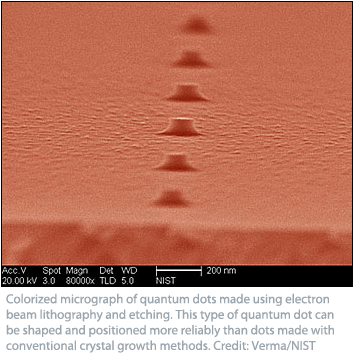 Acc.V Spot Magn Det WD 200 nm
20.00 kV 3.0 80000x TLD 5.0 NIST
Colorized micrograph of quantum dots made using electron
beam lithography and etching. This type of quantum dot can
be shaped and positioned more reliably than dots made with
conventional crystal growth methods. Credit: Verma/NIST